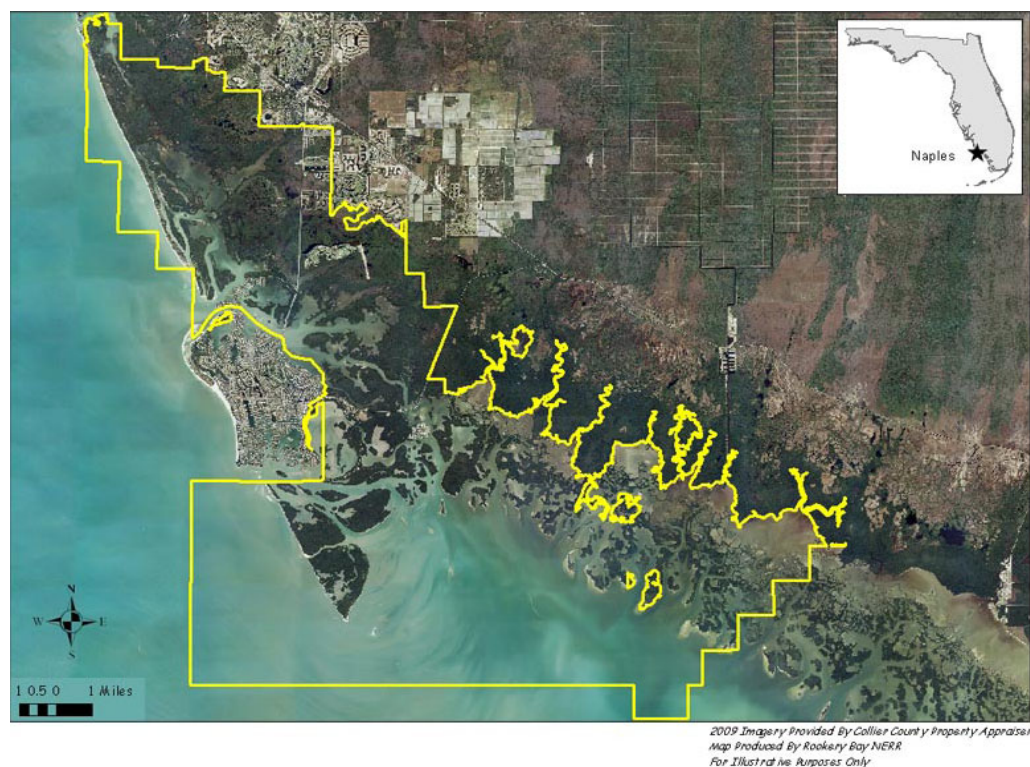 Naples
N
W E
S
1 0.5 0 1 Miles
2009 Imagery Provided By Collier County Property Appraiser
Map Produced By Rookery Bay NERR
For Illustrative Purposes Only